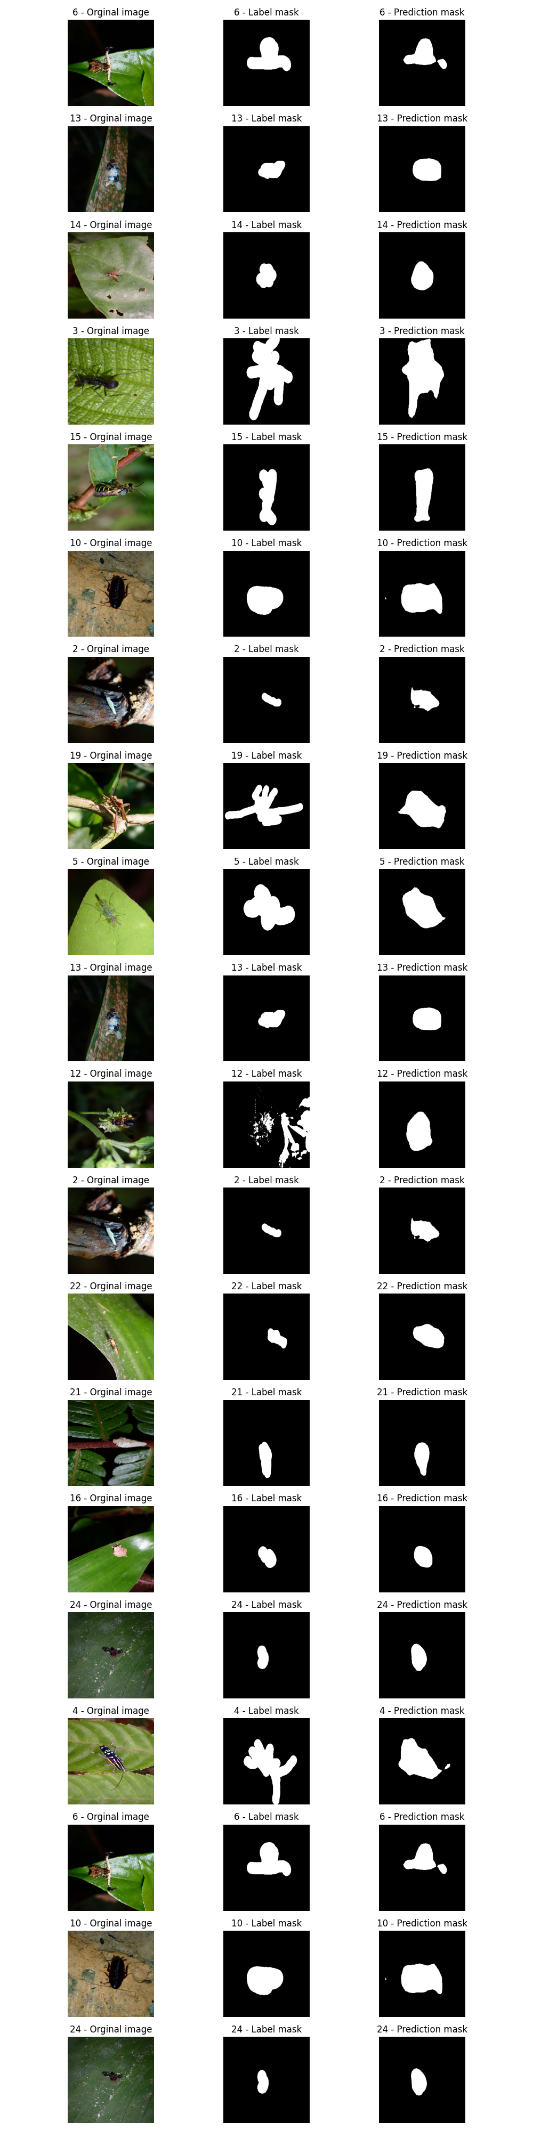 6 - Orginal image 6 - Label mask 6 - Prediction mask
13 - Orginal image 13 - Label mask 13 - Prediction mask
14 - Orginal image 14 - Label mask 14 - Prediction mask
3 - Orginal image 3 - Label mask 3 - Prediction mask
15 - Orginal image 15 - Label mask 15 - Prediction mask
10 - Orginal image 10 - Label mask 10 - Prediction mask
2 - Orginal image 2 - Label mask 2 - Prediction mask
19 - Orginal image 19 - Label mask 19 - Prediction mask
5 - Orginal image 5 - Label mask 5 - Prediction mask
13 - Orginal image 13 - Label mask 13 - Prediction mask
12 - Orginal image 12 - Label mask 12 - Prediction mask
2 - Orginal image 2 - Label mask 2 - Prediction mask
22 - Orginal image 22 - Label mask 22 - Prediction mask
21 - Orginal image 21 - Label mask 21 - Prediction mask
16 - Orginal image 16 - Label mask 16 - Prediction mask
24 - Orginal image 24 - Label mask 24 - Prediction mask
4 - Orginal image 4 - Label mask 4 - Prediction mask
6 - Orginal image 6 - Label mask 6 - Prediction mask
10 - Orginal image 10 - Label mask 10 - Prediction mask
24 - Orginal image 24 - Label mask 24 - Prediction mask